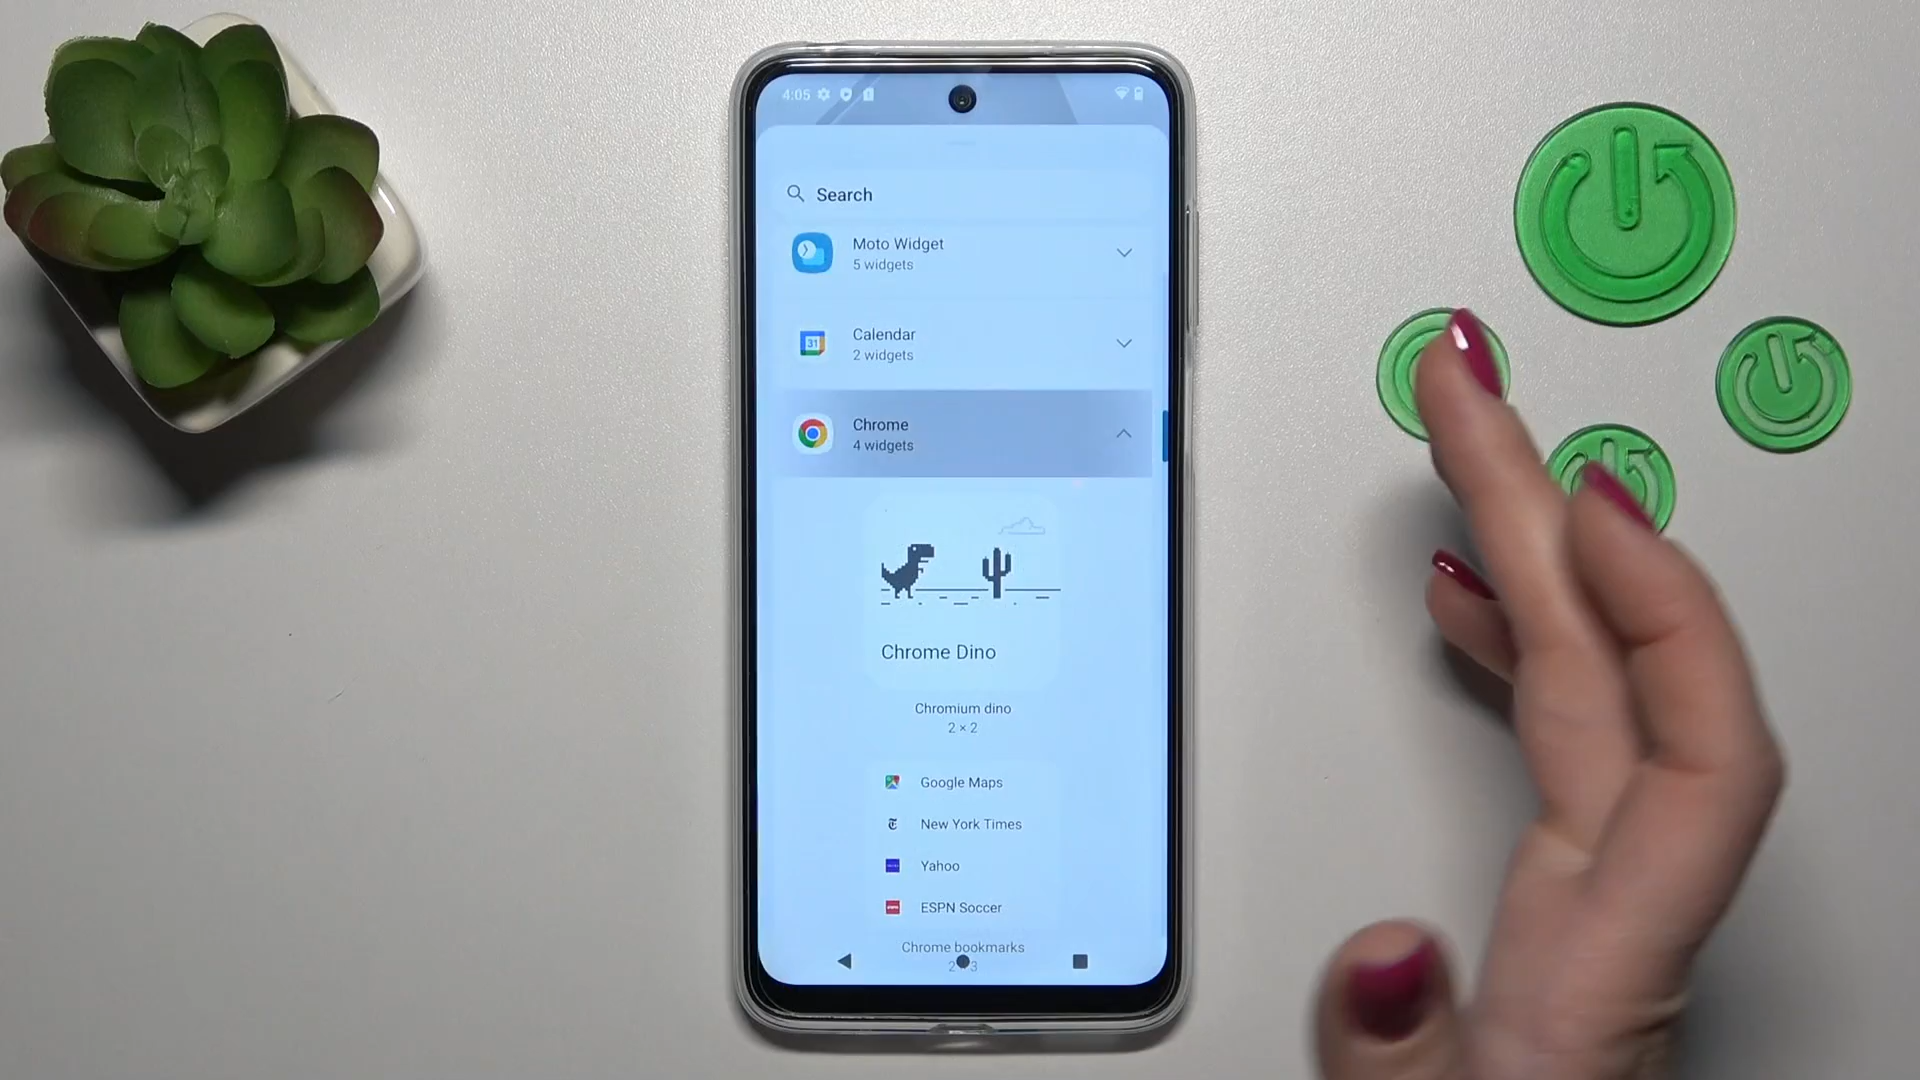 4:05
Search
Moto Widget
5 widgets
31
Calendar
2 widgets
Chrome
4 widgets
Chrome Dino
Chromium dino
2 × 2
Google Maps
New York Times
Yahoo
ESPN Soccer
Chrome bookmarks